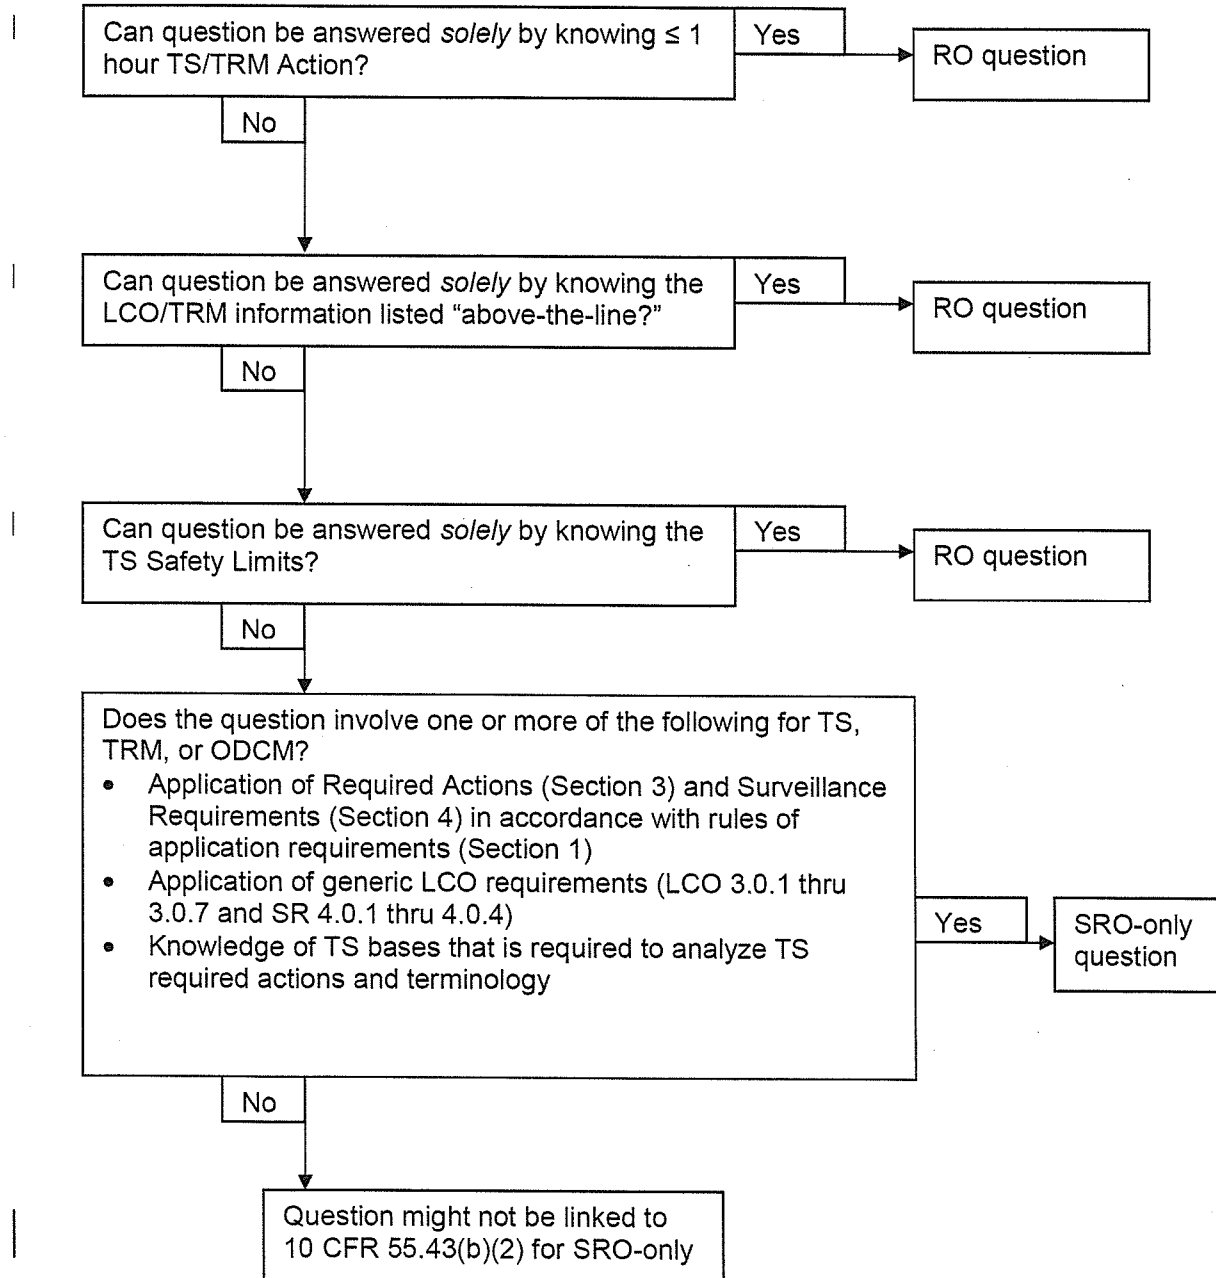 Can question be answered solely by knowing ≤ 1
hour TS/TRM Action?
Yes
RO question
No
Can question be answered solely by knowing the
LCO/TRM information listed “above-the-line?”
Yes
RO question
No
Can question be answered solely by knowing the
TS Safety Limits?
Yes
RO question
No
Does the question involve one or more of the following for TS,
TRM, or ODCM?
• Application of Required Actions (Section 3) and Surveillance
Requirements (Section 4) in accordance with rules of
application requirements (Section 1)
• Application of generic LCO requirements (LCO 3.0.1 thru
3.0.7 and SR 4.0.1 thru 4.0.4)
• Knowledge of TS bases that is required to analyze TS
required actions and terminology
Yes
SRO-only
question
No
Question might not be linked to
10 CFR 55.43(b)(2) for SRO-only